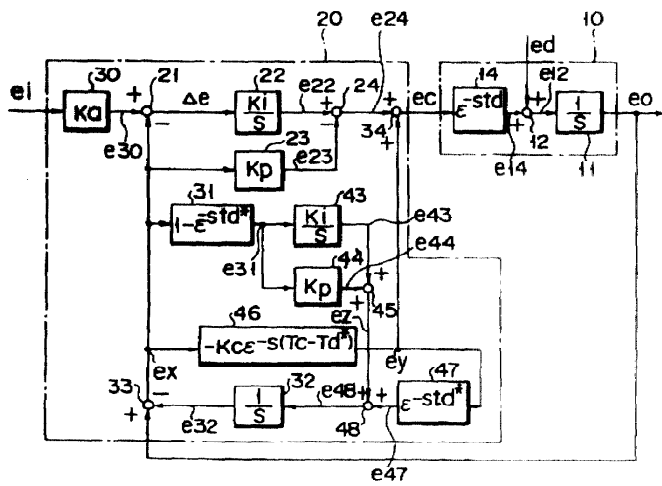 20
e24
10
ed
ei
30
Ka
e30
+
21
−
Δe
22
Ki
S
e22
+
24
−
23
Kp
e23
34
+
+
ec
14
ε-std
+
e14
+
e12
12
1
S
11
eo
31
1-ε-std*
e31
43
Ki
S
e43
44
Kp
e44
+
+
45
46
-Kcε-s(Tc-Td*)
ex
ez
ey
47
ε-std*
33
−
+
e32
32
1
S
e48
+
+
48
e47